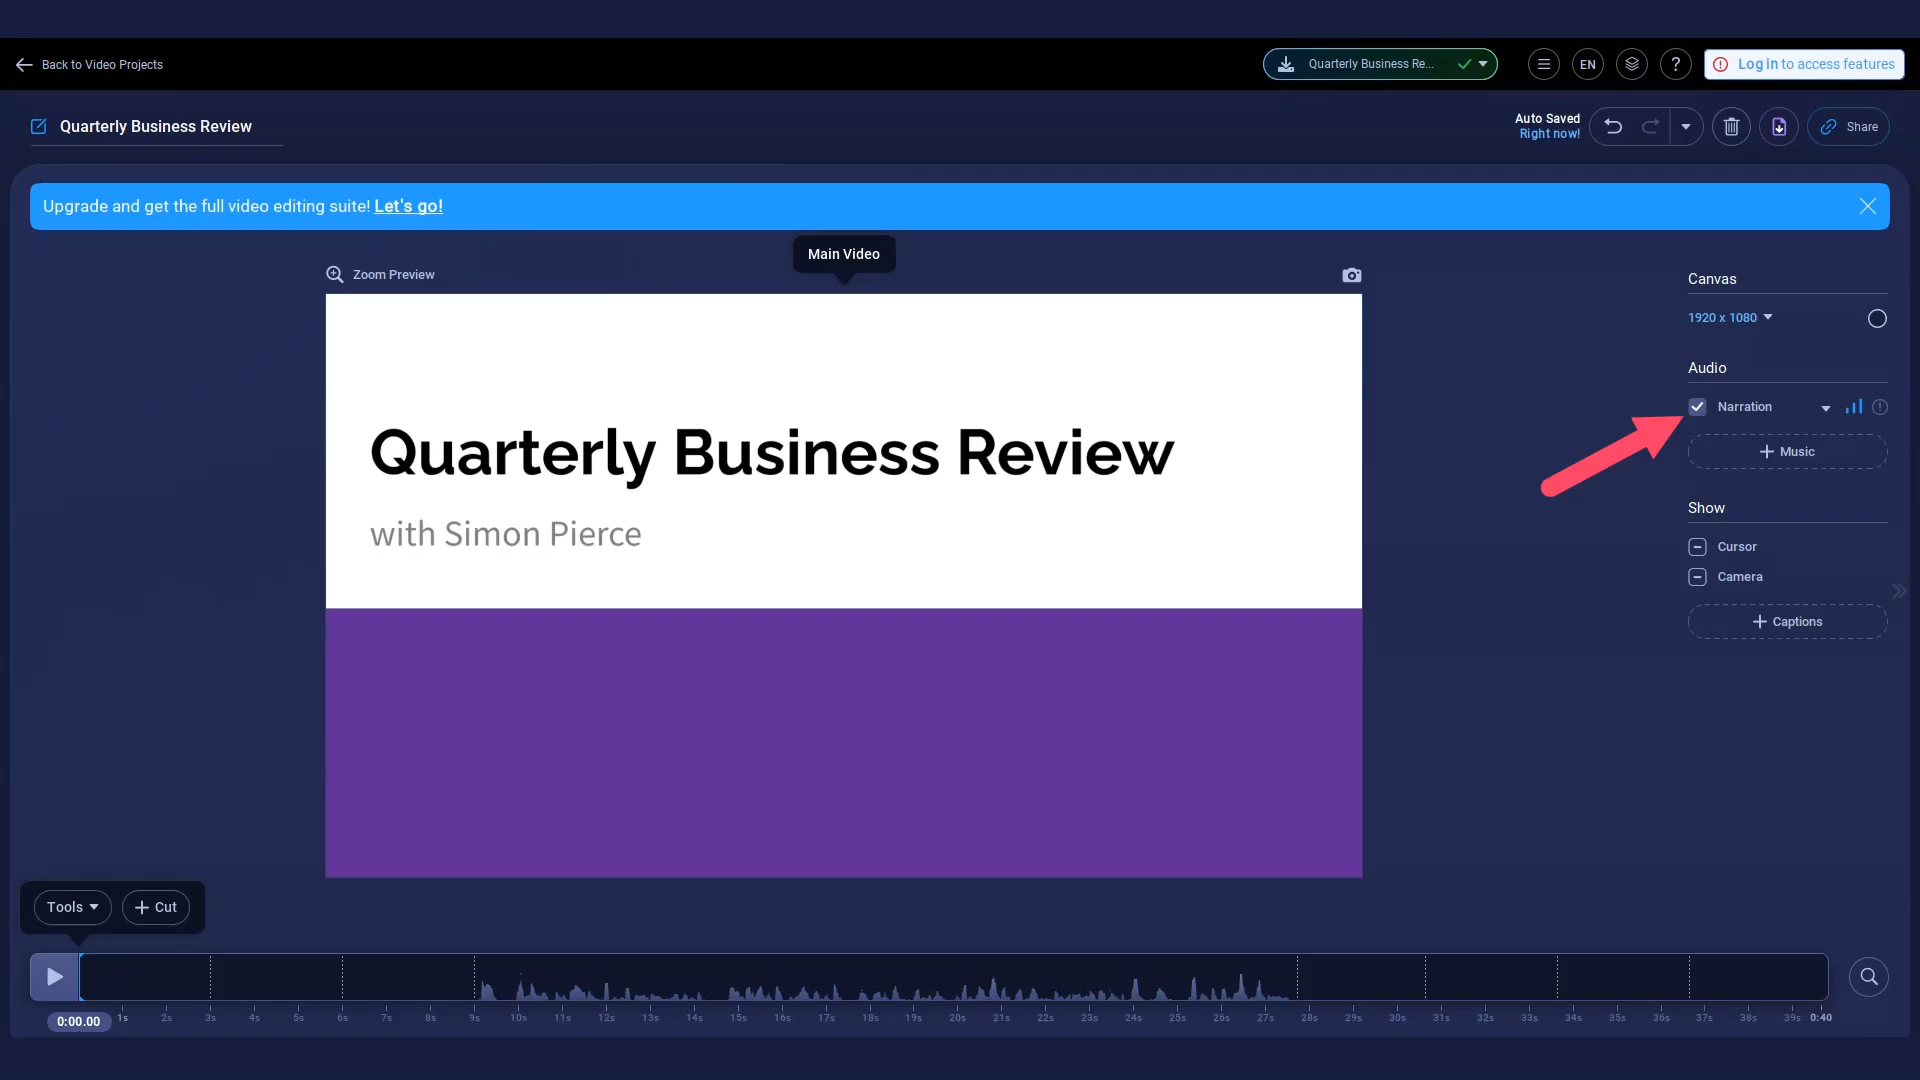 Back to Video Projects
Quarterly Business Re...
EN
?
Log in to access features
Quarterly Business Review
Auto Saved
Right now!
Share
Upgrade and get the full video editing suite! Let's go!
Main Video
Zoom Preview
Canvas
1920 x 1080
Audio
Narration
+ Music
Show
Cursor
Camera
+ Captions
Quarterly Business Review
with Simon Pierce
Tools
+ Cut
0:00.00 1s 2s 3s 4s 5s 6s 7s 8s 9s 10s 11s 12s 13s 14s 15s 16s 17s 18s 19s 20s 21s 22s 23s 24s 25s 26s 27s 28s 29s 30s 31s 32s 33s 34s 35s 36s 37s 38s 39s 0:40